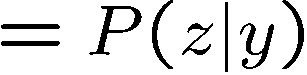 = P(z|y)